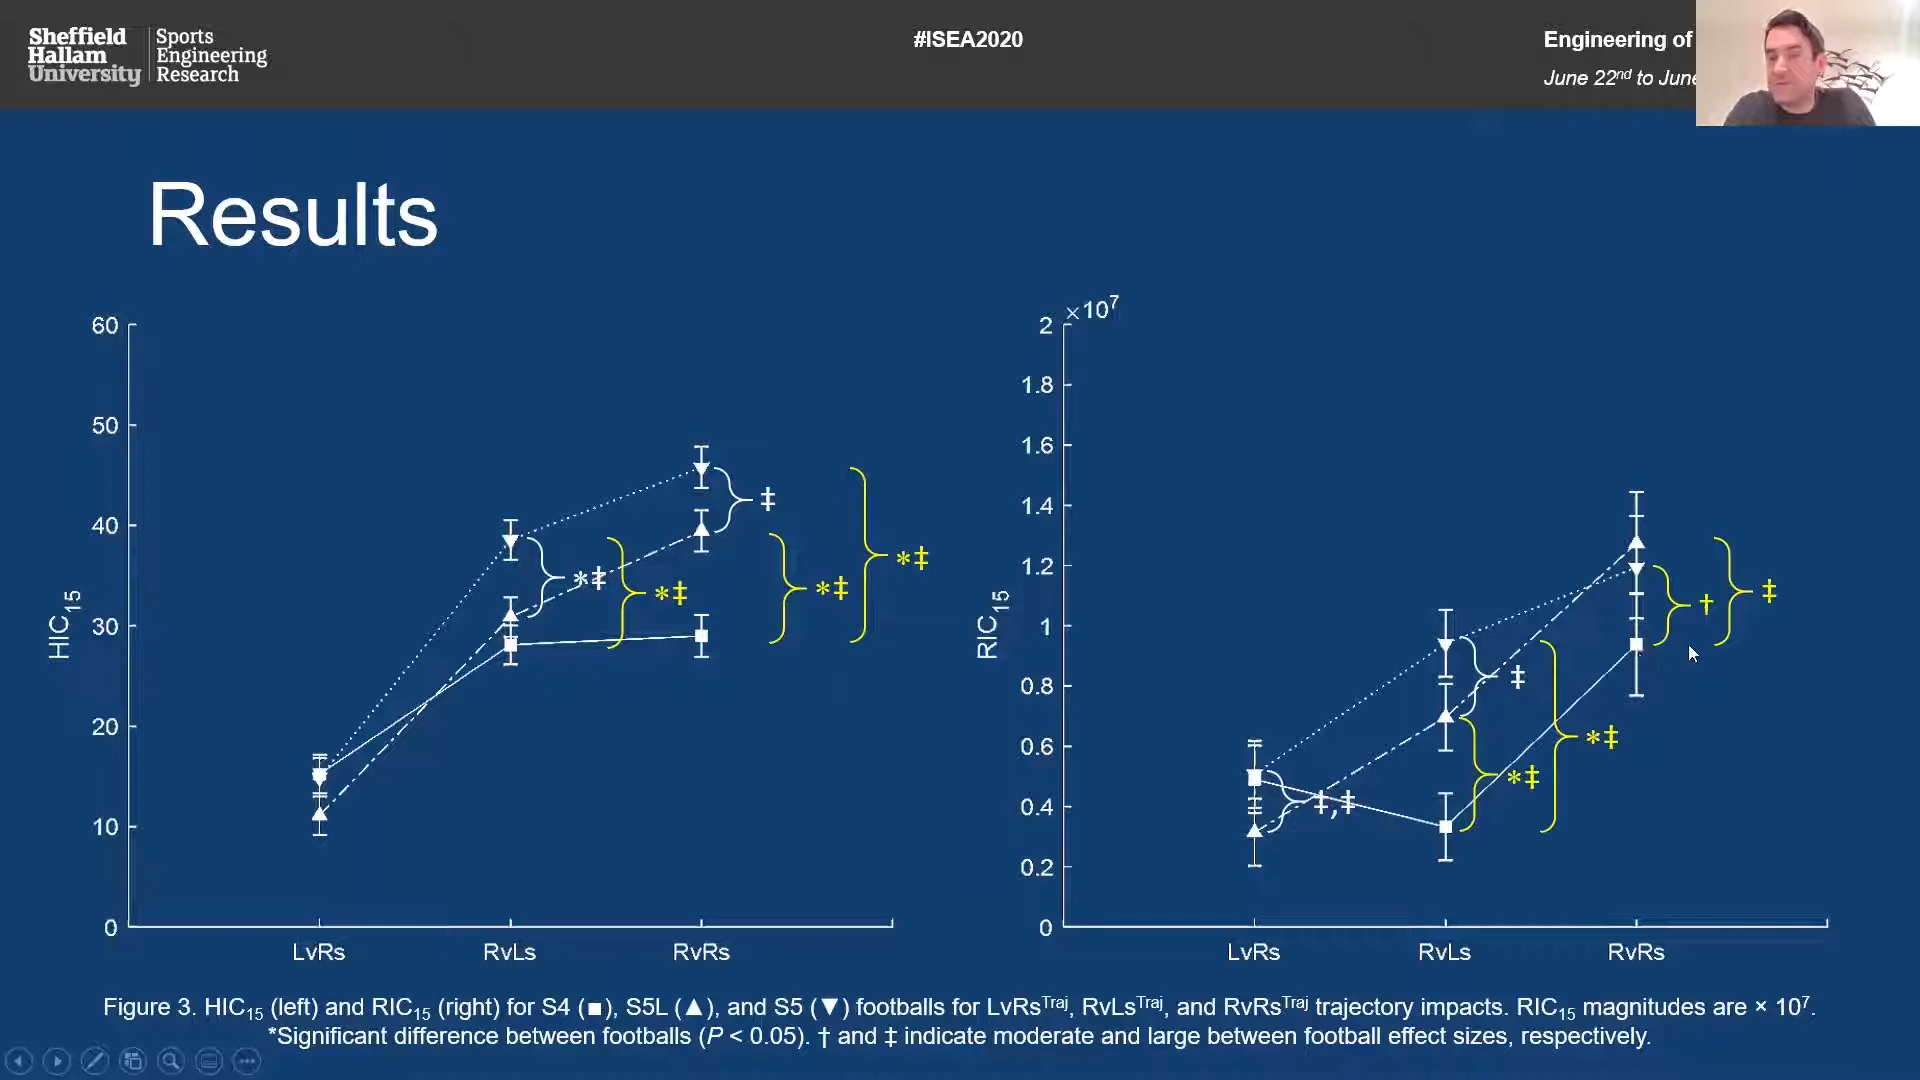 Sheffield
Hallam
University
Sports
Engineering
Research
#ISEA2020
Engineering of
June 22nd to June
Results
60
50
40
30
20
10
0
HIC15
LvRs
RvLs
RvRs
‡
*‡
*‡
*‡
*‡
×10⁷
2
1.8
1.6
1.4
1.2
1
0.8
0.6
0.4
0.2
0
RIC15
LvRs
RvLs
RvRs
‡,‡
‡
*‡
*‡
†
‡
Figure 3. HIC15 (left) and RIC15 (right) for S4 (■), S5L (▲), and S5 (▼) footballs for LvRsTraj, RvLsTraj, and RvRsTraj trajectory impacts. RIC15 magnitudes are × 10⁷.
*Significant difference between footballs (P < 0.05). † and ‡ indicate moderate and large between football effect sizes, respectively.